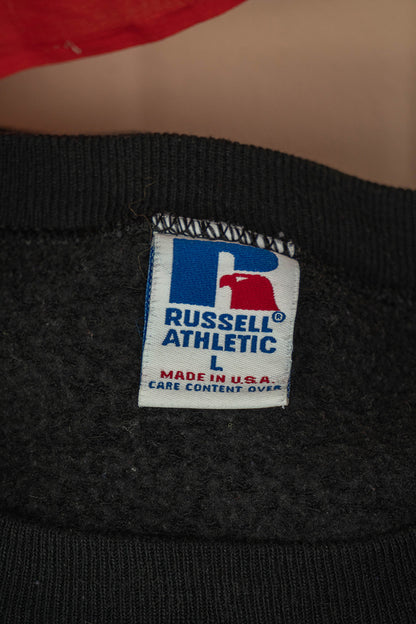 RUSSELL®
ATHLETIC
L
MADE IN U.S.A.
CARE CONTENT OVER